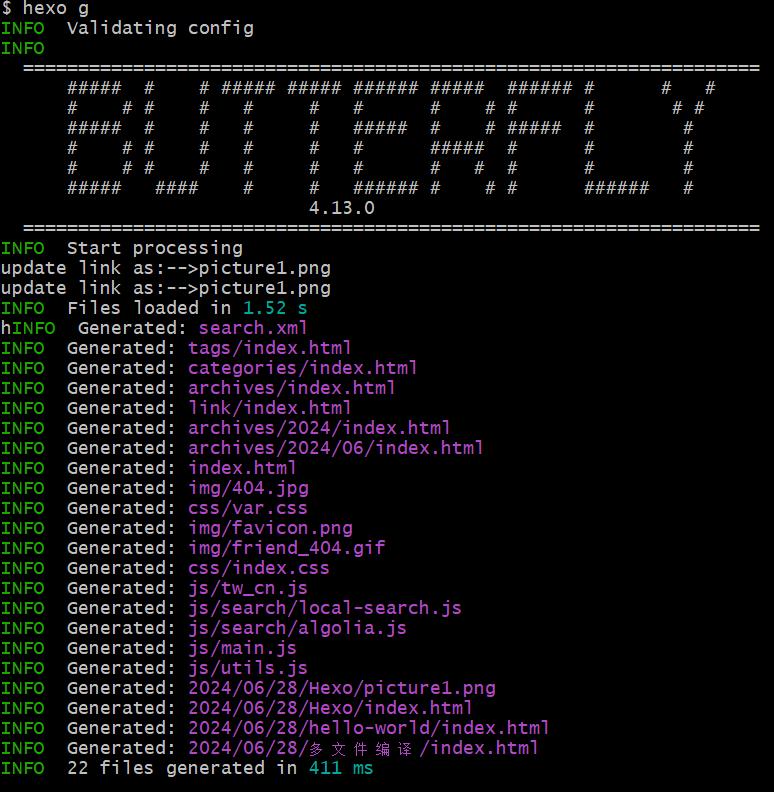 $ hexo g
INFO  Validating config
INFO
  ===================================================================
      #####  #    # ##### ##### ###### #####  ###### #      #   #
      #    # #    #   #     #   #      #    # #      #       # #
      #####  #    #   #     #   #####  #    # #####  #        #
      #    # #    #   #     #   #      #####  #      #        #
      #    # #    #   #     #   #      #   #  #      #        #
      #####   ####    #     #   ###### #    # #      ######   #
                            4.13.0
  ===================================================================
INFO  Start processing
update link as:-->picture1.png
update link as:-->picture1.png
INFO  Files loaded in 1.52 s
hINFO  Generated: search.xml
INFO  Generated: tags/index.html
INFO  Generated: categories/index.html
INFO  Generated: archives/index.html
INFO  Generated: link/index.html
INFO  Generated: archives/2024/index.html
INFO  Generated: archives/2024/06/index.html
INFO  Generated: index.html
INFO  Generated: img/404.jpg
INFO  Generated: css/var.css
INFO  Generated: img/favicon.png
INFO  Generated: img/friend_404.gif
INFO  Generated: css/index.css
INFO  Generated: js/tw_cn.js
INFO  Generated: js/search/local-search.js
INFO  Generated: js/search/algolia.js
INFO  Generated: js/main.js
INFO  Generated: js/utils.js
INFO  Generated: 2024/06/28/Hexo/picture1.png
INFO  Generated: 2024/06/28/Hexo/index.html
INFO  Generated: 2024/06/28/hello-world/index.html
INFO  Generated: 2024/06/28/多文件编译/index.html
INFO  22 files generated in 411 ms